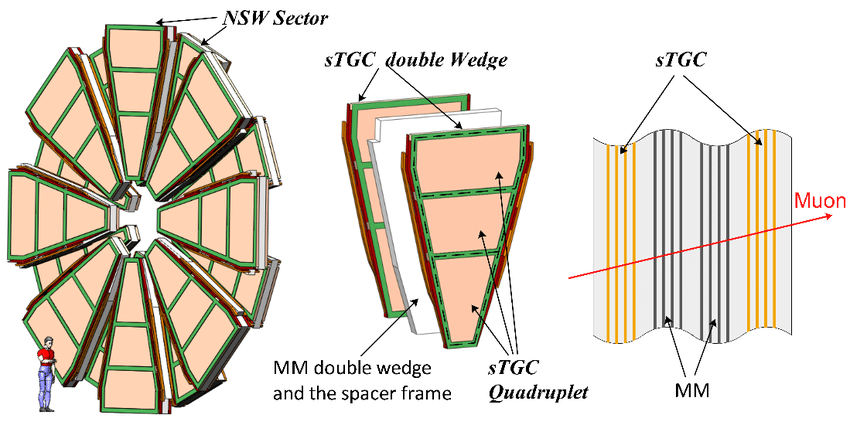 NSW Sector
sTGC double Wedge
MM double wedge
and the spacer frame
sTGC
Quadruplet
sTGC
Muon
MM